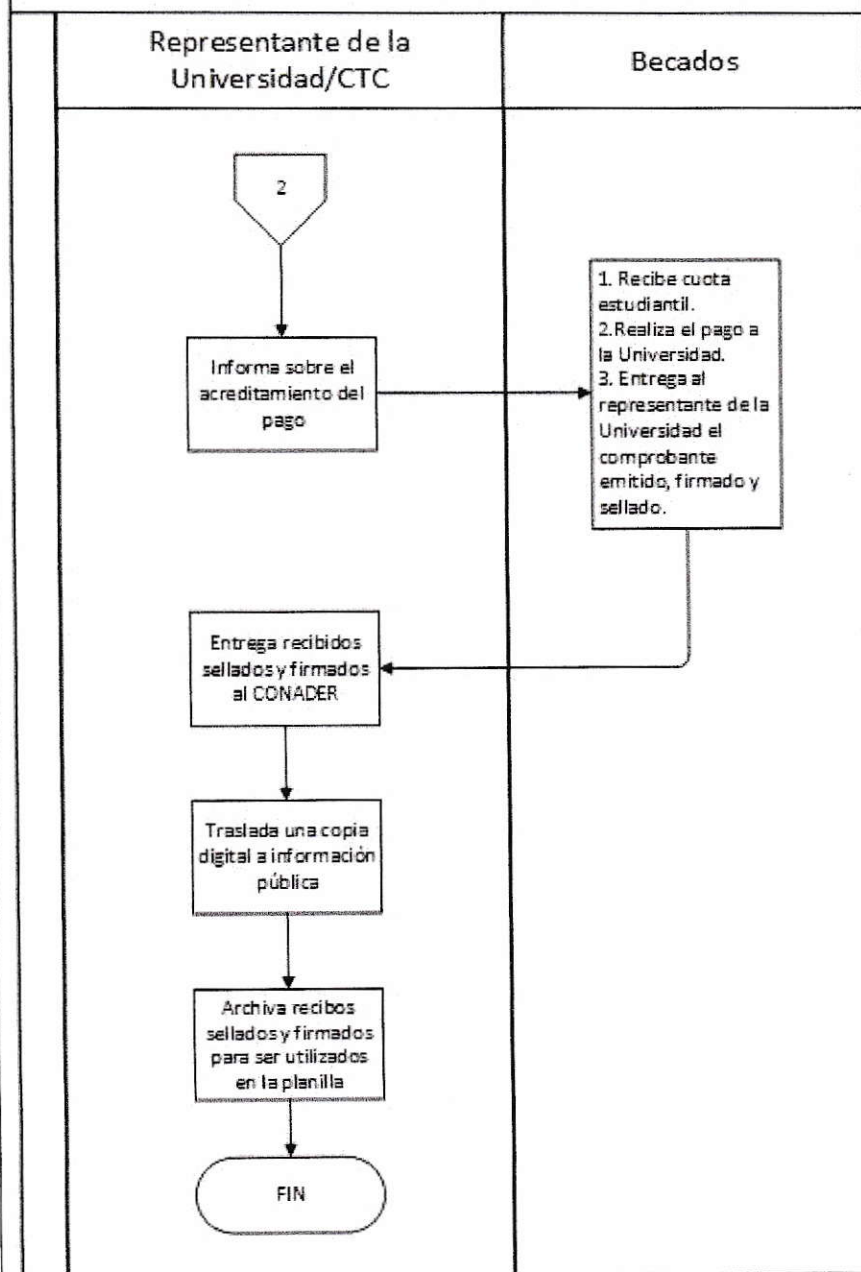 Representante de la
Universidad/CTC
Becados
2
Informa sobre el
acreditamiento del
pago
1. Recibe cuota
estudiantil.
2.Realiza el pago a
la Universidad.
3. Entrega al
representante de la
Universidad el
comprobante
emitido, firmado y
sellado.
Entrega recibidos
sellados y firmados
al CONADER
Traslada una copia
digital a información
pública
Archiva recibos
sellados y firmados
para ser utilizados
en la planilla
FIN